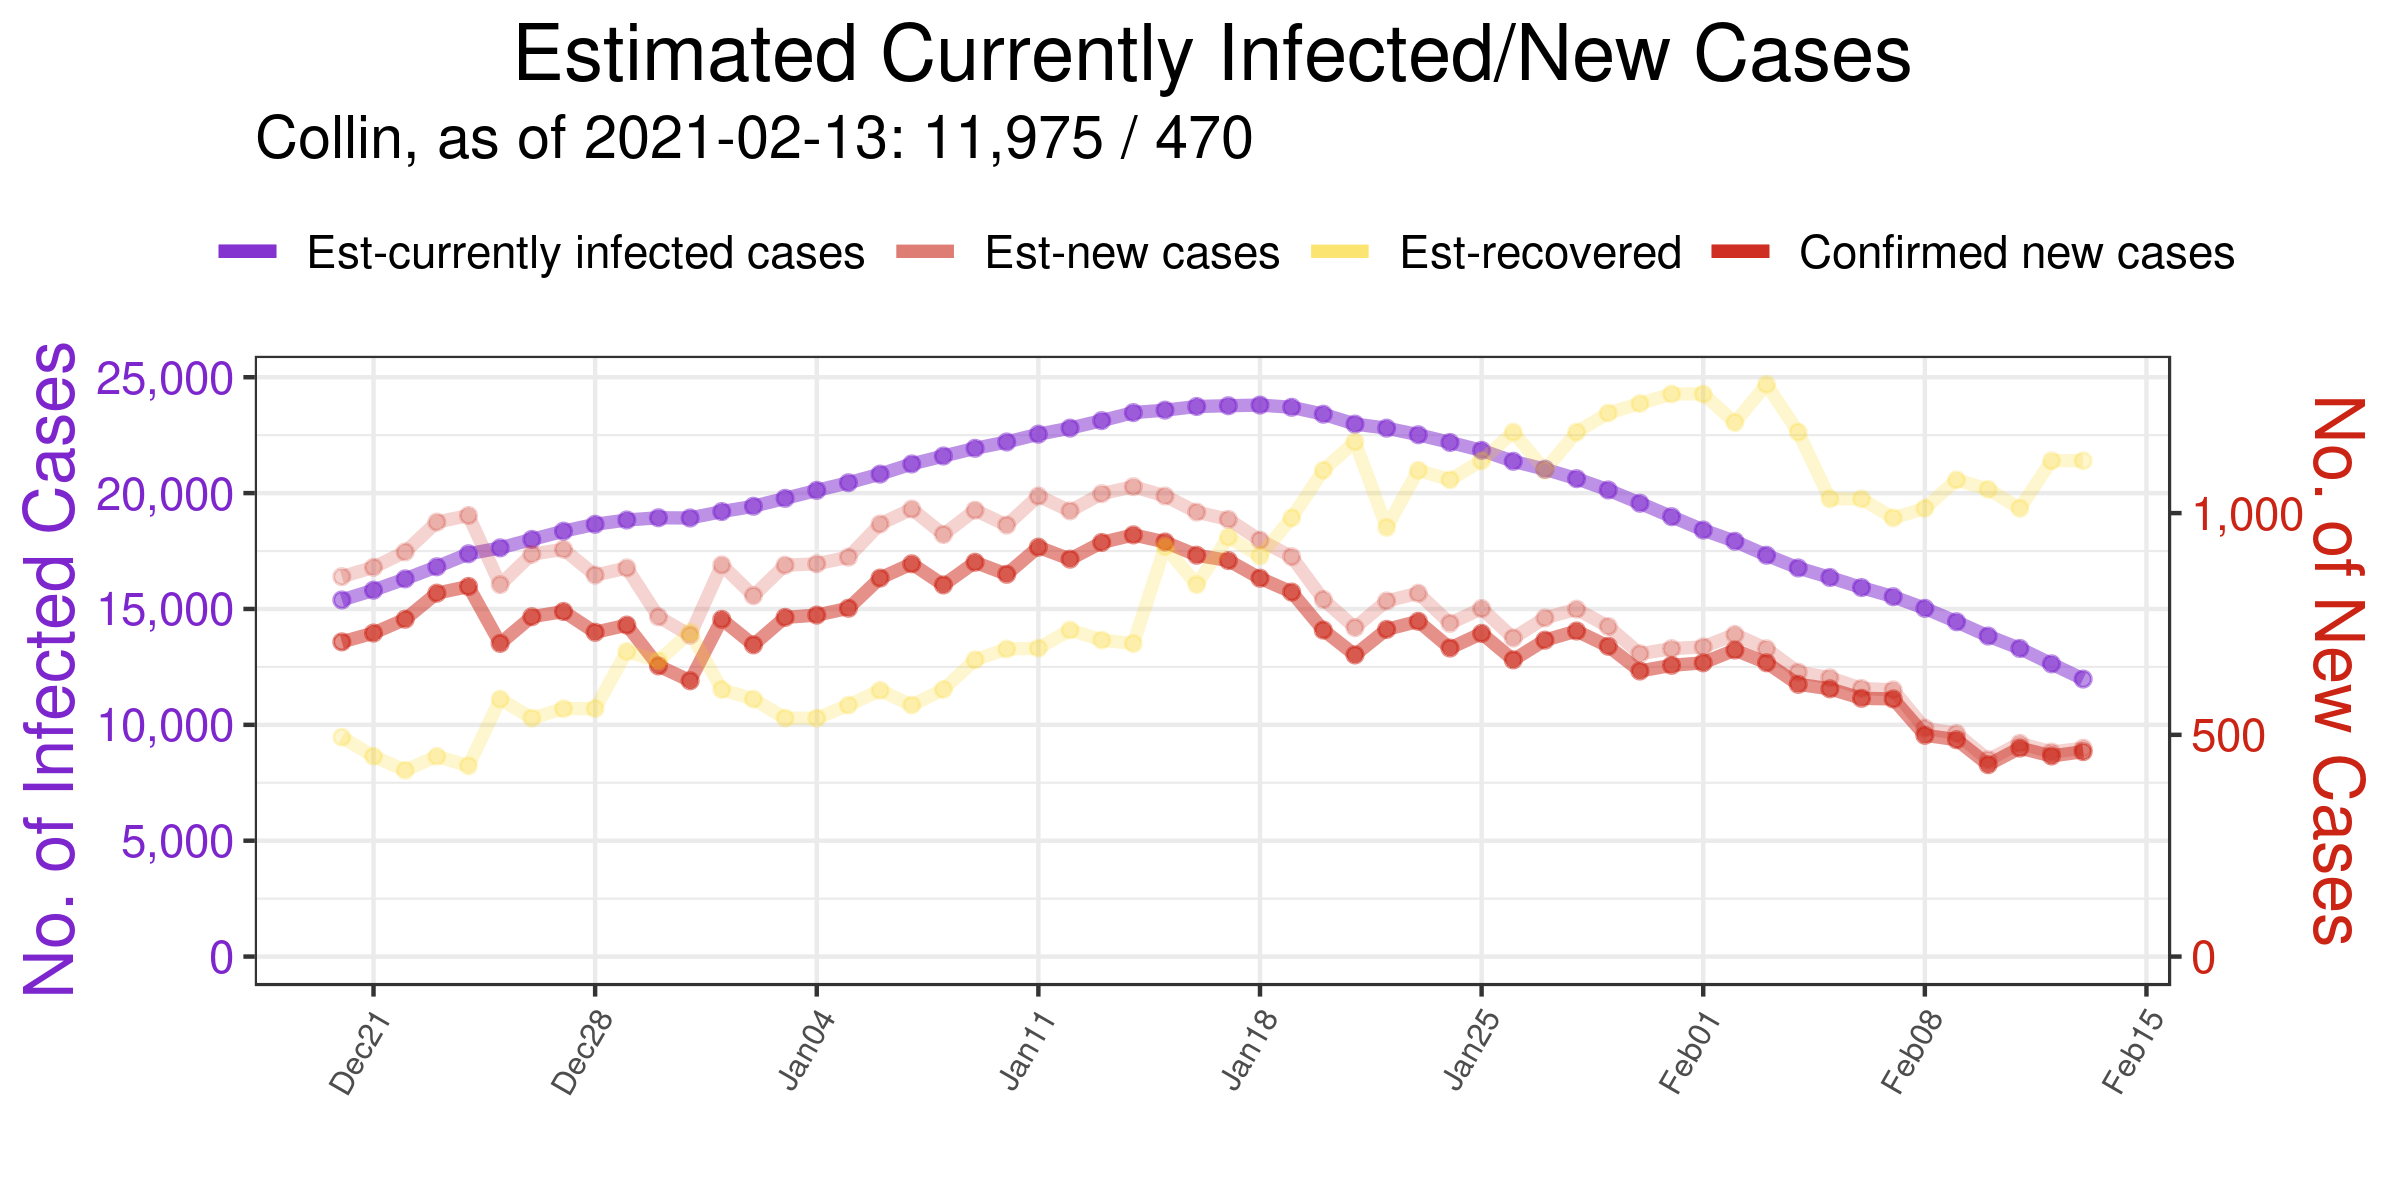 Estimated Currently Infected/New Cases
Collin, as of 2021-02-13: 11,975 / 470
Est-currently infected cases Est-new cases Est-recovered Confirmed new cases
No. of Infected Cases
25,000
20,000
15,000
10,000
5,000
0
1,000
500
0
No. of New Cases
Dec21 Dec28 Jan04 Jan11 Jan18 Jan25 Feb01 Feb08 Feb15